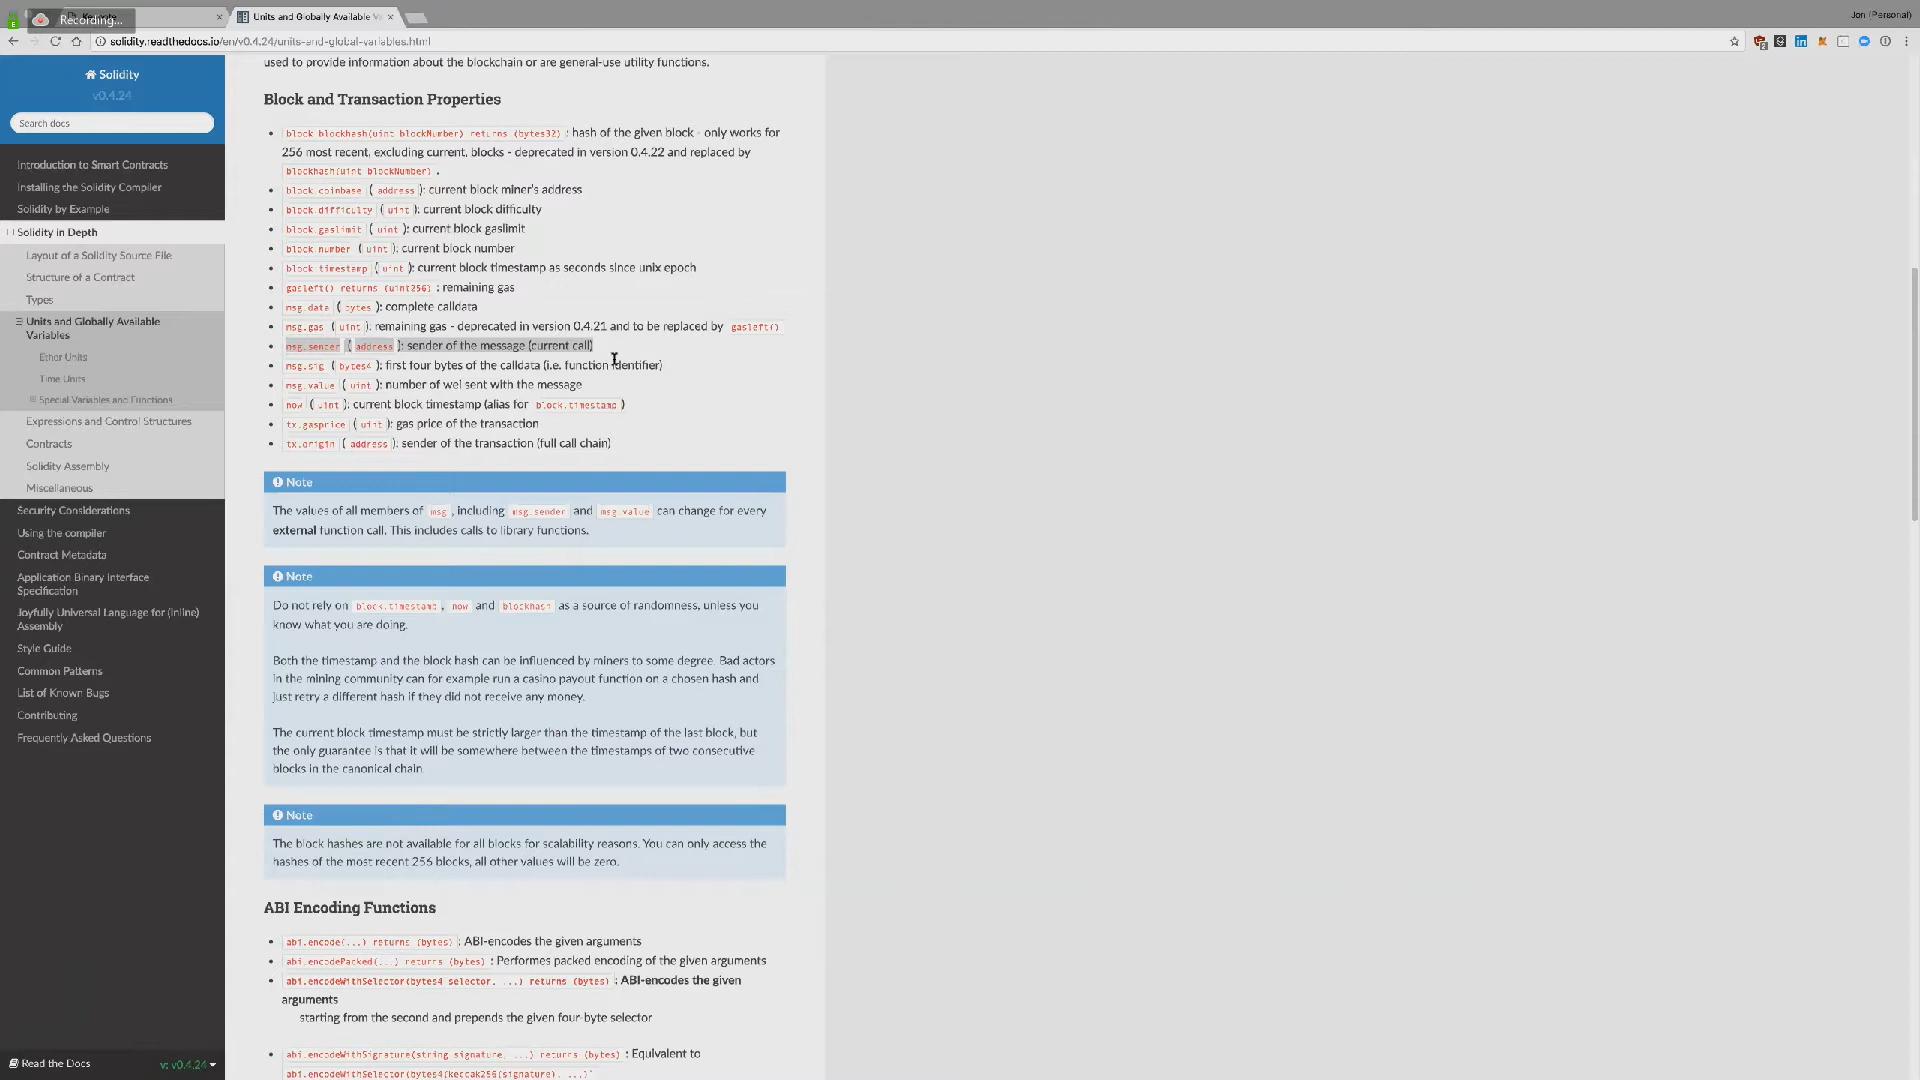 Recording...
Units and Globally Available V
Jon (Personal)
solidity.readthedocs.io/en/v0.4.24/units-and-global-variables.html
Solidity
v0.4.24
Search docs
Introduction to Smart Contracts
Installing the Solidity Compiler
Solidity by Example
Solidity in Depth
Layout of a Solidity Source File
Structure of a Contract
Types
Units and Globally Available
Variables
Ether Units
Time Units
Special Variables and Functions
Expressions and Control Structures
Contracts
Solidity Assembly
Miscellaneous
Security Considerations
Using the compiler
Contract Metadata
Application Binary Interface
Specification
Joyfully Universal Language for (inline)
Assembly
Style Guide
Common Patterns
List of Known Bugs
Contributing
Frequently Asked Questions
Read the Docs
v: v0.4.24
used to provide information about the blockchain or are general-use utility functions.
Block and Transaction Properties
block.blockhash(uint blockNumber) returns (bytes32) : hash of the given block - only works for
256 most recent, excluding current, blocks - deprecated in version 0.4.22 and replaced by
blockhash(uint blockNumber) .
block.coinbase ( address ): current block miner's address
block.difficulty ( uint ): current block difficulty
block.gaslimit ( uint ): current block gaslimit
block.number ( uint ): current block number
block.timestamp ( uint ): current block timestamp as seconds since unix epoch
gasleft() returns (uint256) : remaining gas
msg.data ( bytes ): complete calldata
msg.gas ( uint ): remaining gas - deprecated in version 0.4.21 and to be replaced by gasleft()
msg.sender ( address ): sender of the message (current call)
msg.sig ( bytes4 ): first four bytes of the calldata (i.e. function identifier)
msg.value ( uint ): number of wei sent with the message
now ( uint ): current block timestamp (alias for block.timestamp )
tx.gasprice ( uint ): gas price of the transaction
tx.origin ( address ): sender of the transaction (full call chain)
Note
The values of all members of msg , including msg.sender and msg.value can change for every
external function call. This includes calls to library functions.
Note
Do not rely on block.timestamp , now and blockhash as a source of randomness, unless you
know what you are doing.
Both the timestamp and the block hash can be influenced by miners to some degree. Bad actors
in the mining community can for example run a casino payout function on a chosen hash and
just retry a different hash if they did not receive any money.
The current block timestamp must be strictly larger than the timestamp of the last block, but
the only guarantee is that it will be somewhere between the timestamps of two consecutive
blocks in the canonical chain.
Note
The block hashes are not available for all blocks for scalability reasons. You can only access the
hashes of the most recent 256 blocks, all other values will be zero.
ABI Encoding Functions
abi.encode(...) returns (bytes) : ABI-encodes the given arguments
abi.encodePacked(...) returns (bytes) : Performes packed encoding of the given arguments
abi.encodeWithSelector(bytes4 selector, ...) returns (bytes) : ABI-encodes the given
arguments
starting from the second and prepends the given four-byte selector
abi.encodeWithSignature(string signature, ...) returns (bytes) : Equivalent to
abi.encodeWithSelector(bytes4(keccak256(signature), ...)`